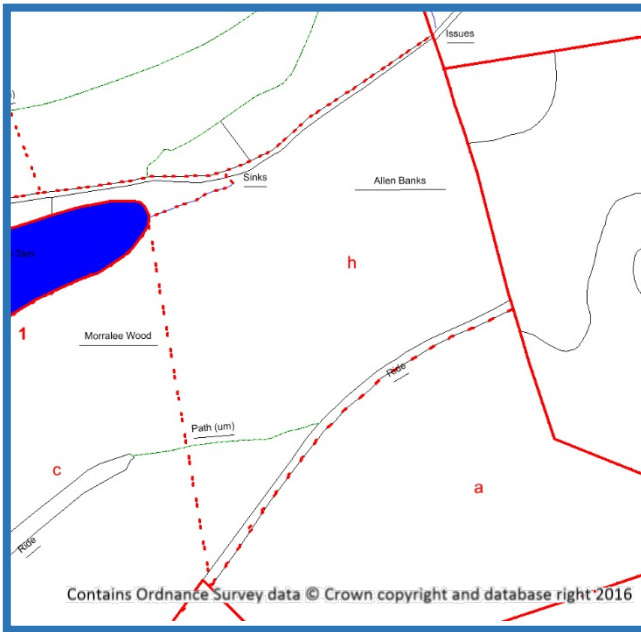 Issues
Sinks
Allen Banks
Tarn
h
1
Morralee Wood
Ride
Path (um)
c
a
Ride
Contains Ordnance Survey data © Crown copyright and database right 2016